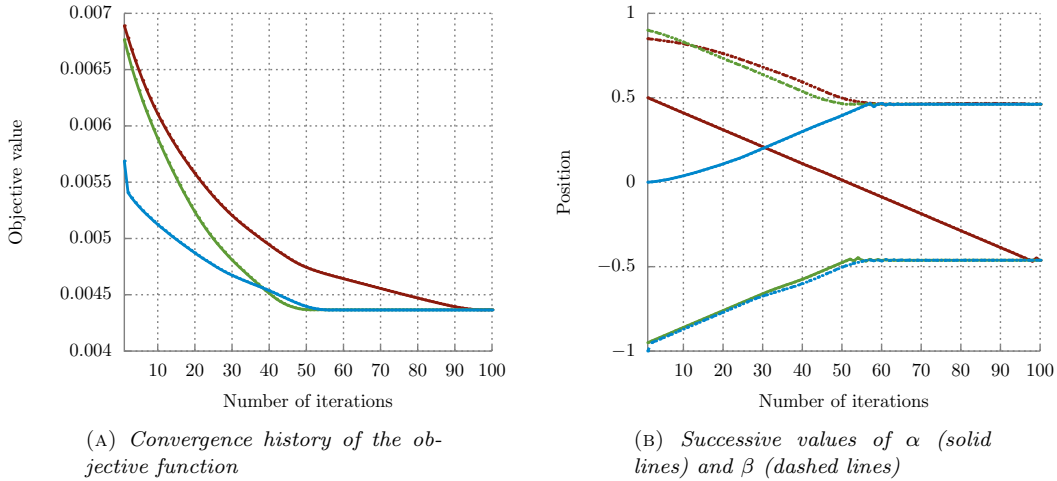 0.007
0.0065
0.006
0.0055
0.005
0.0045
0.004
Objective value
10 20 30 40 50 60 70 80 90 100
Number of iterations
(A) Convergence history of the ob-
jective function
1
0.5
0
−0.5
−1
Position
10 20 30 40 50 60 70 80 90 100
Number of iterations
(B) Successive values of α (solid
lines) and β (dashed lines)